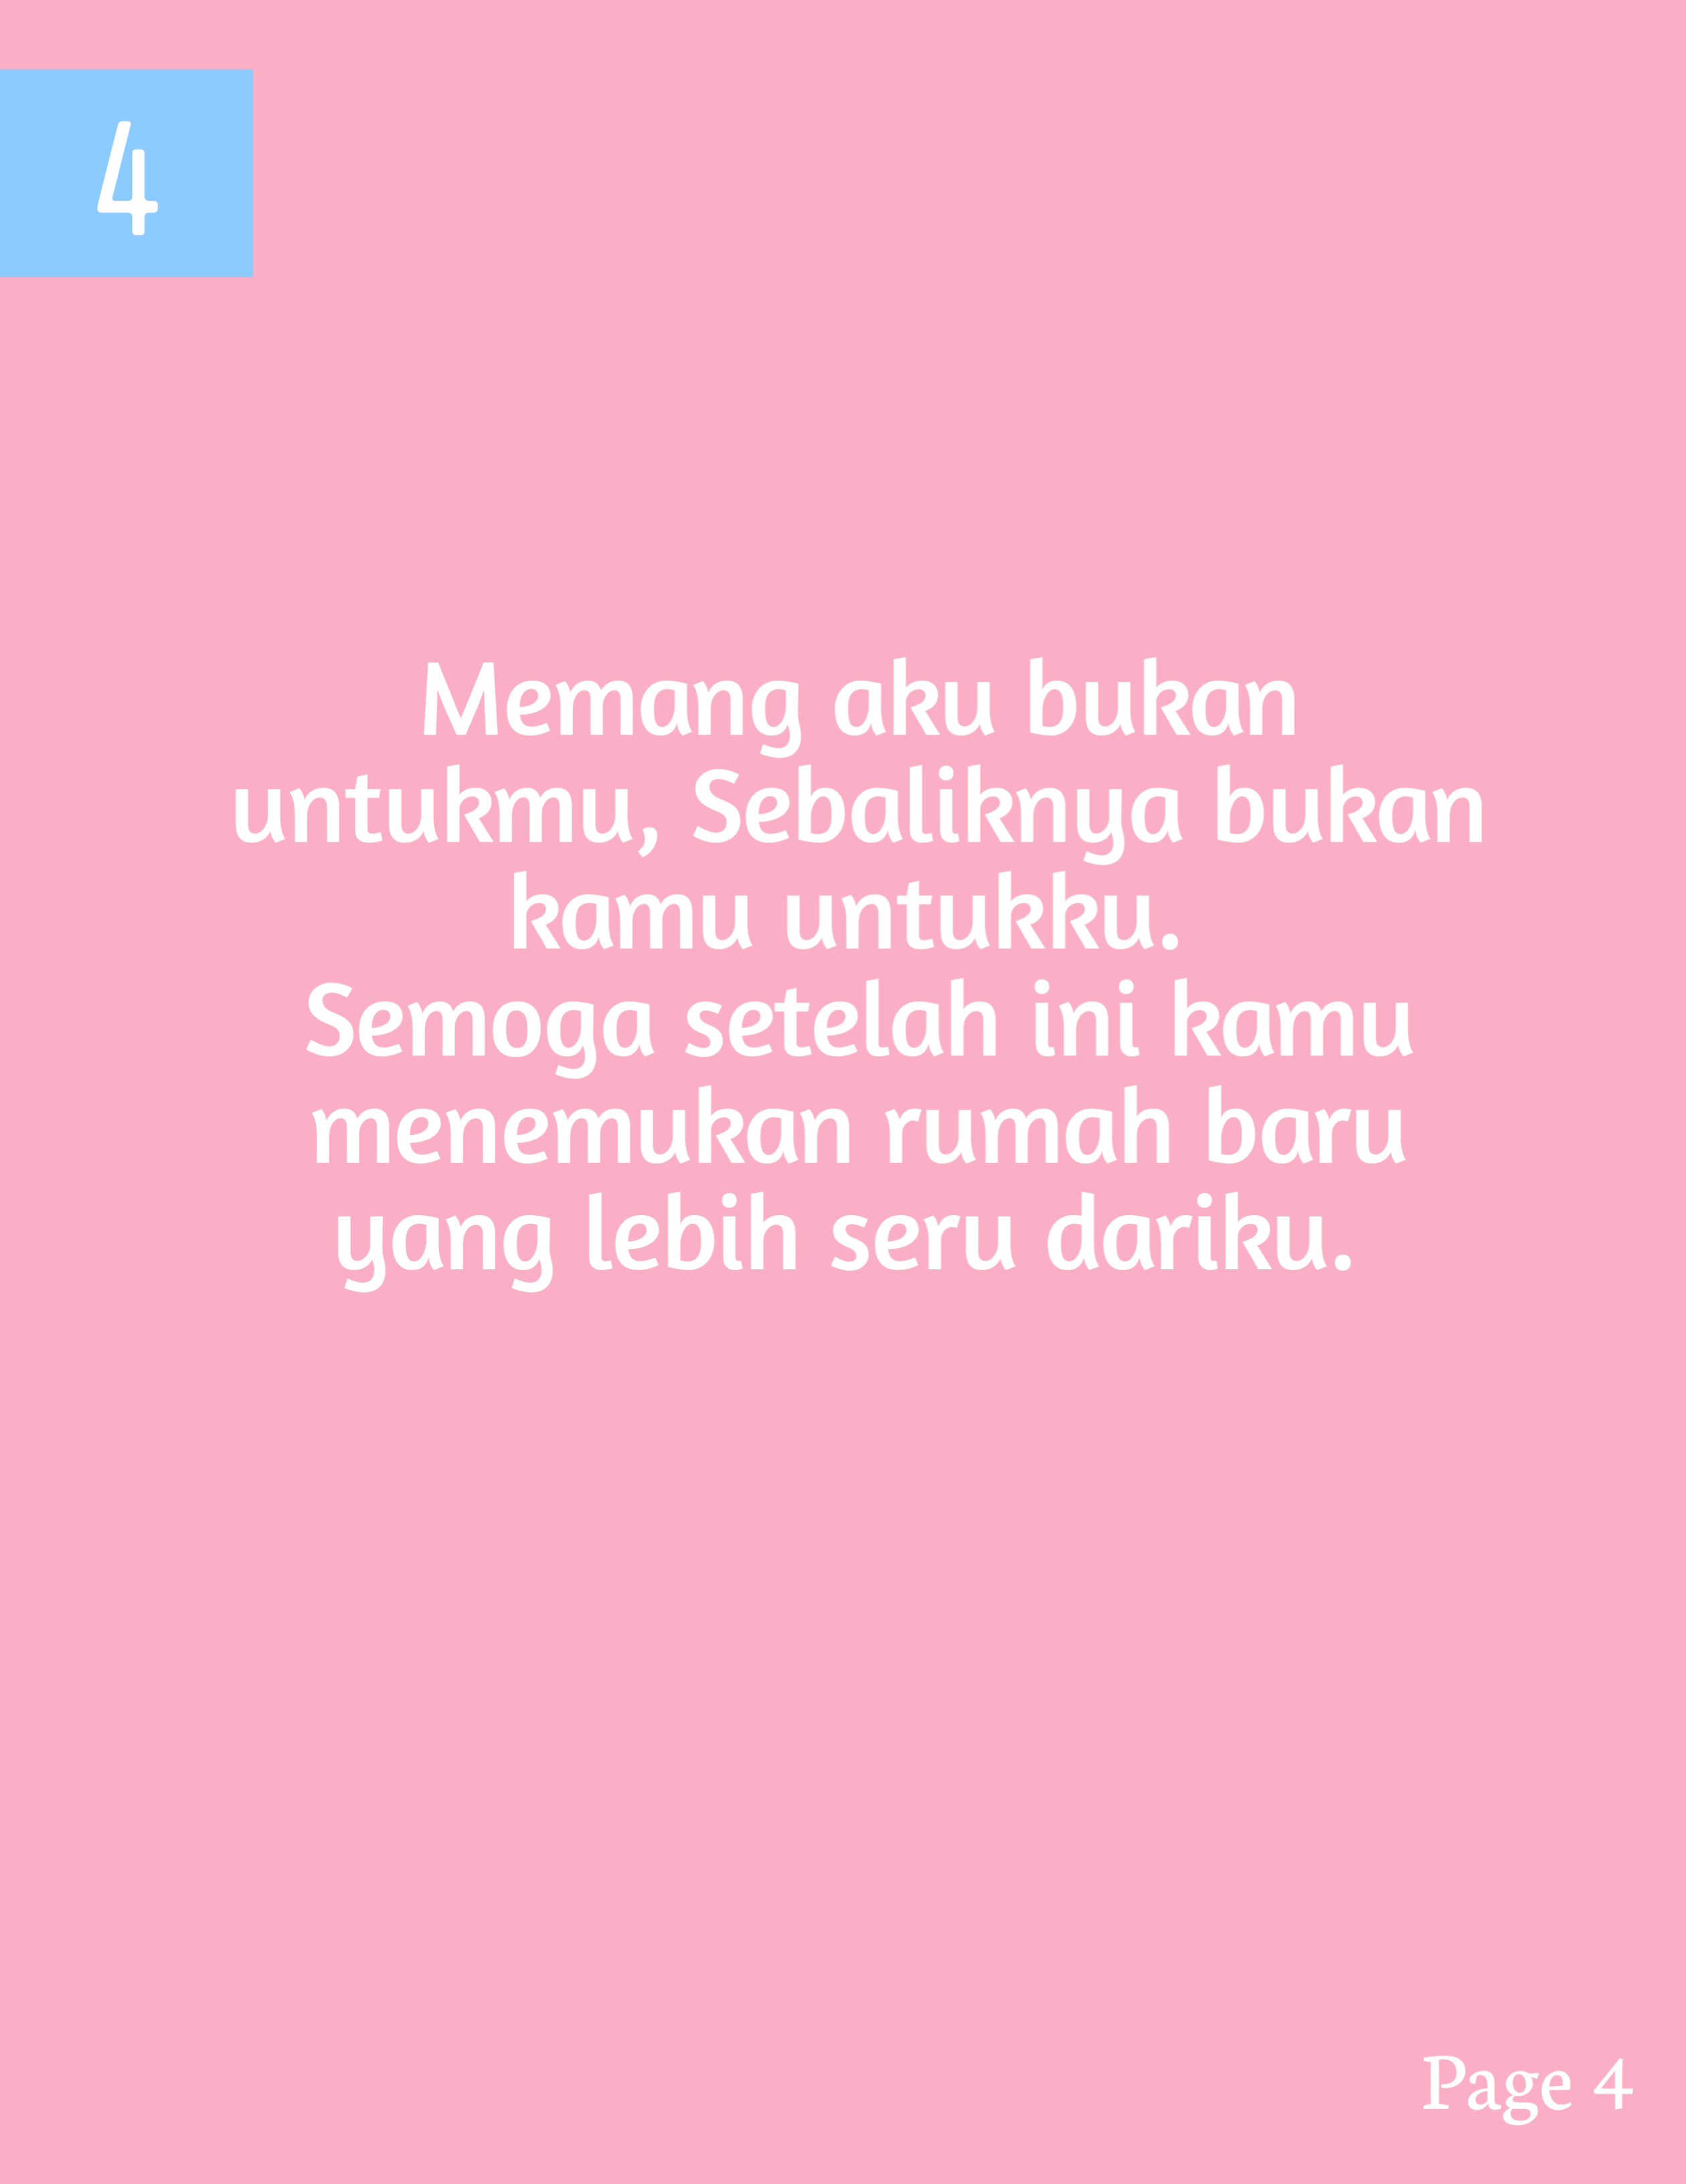 4
Memang aku bukan
untukmu, Sebaliknya bukan
kamu untukku.
Semoga setelah ini kamu
menemukan rumah baru
yang lebih seru dariku.
Page 4